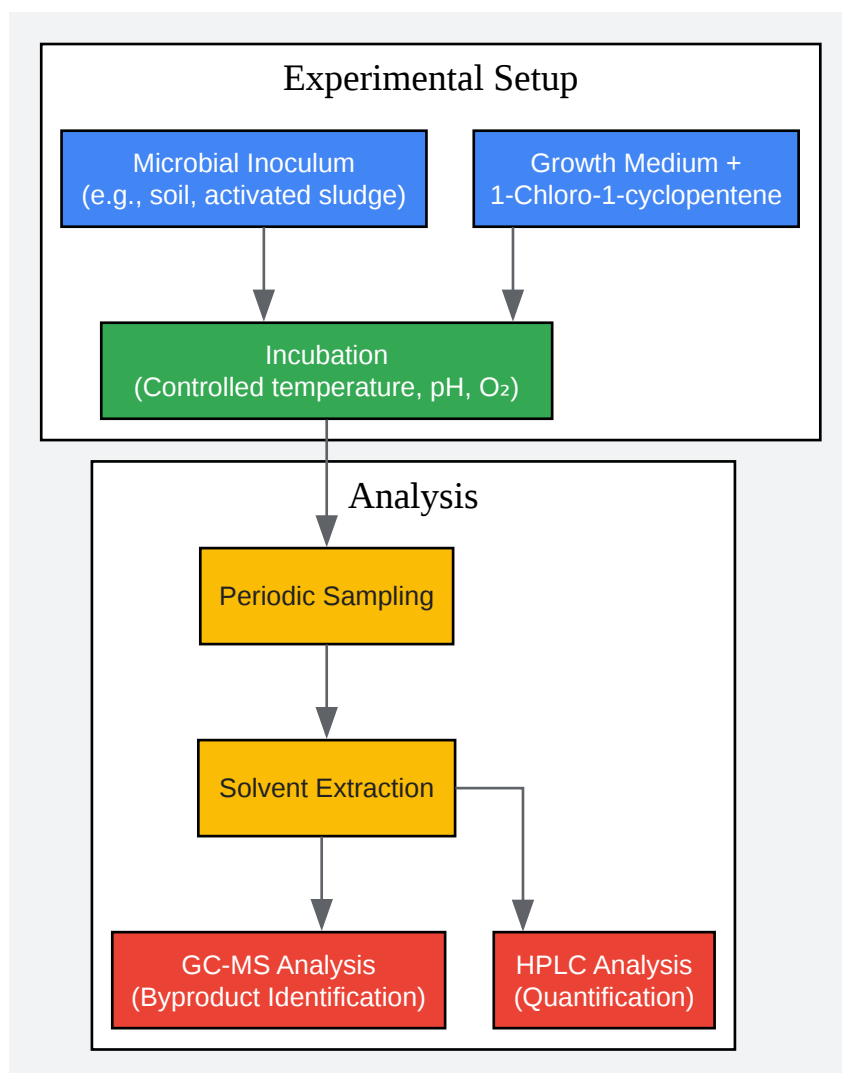 Experimental Setup
Microbial Inoculum
(e.g., soil, activated sludge)
Growth Medium +
1-Chloro-1-cyclopentene
Incubation
(Controlled temperature, pH, O₂)
Analysis
Periodic Sampling
Solvent Extraction
GC-MS Analysis
(Byproduct Identification)
HPLC Analysis
(Quantification)